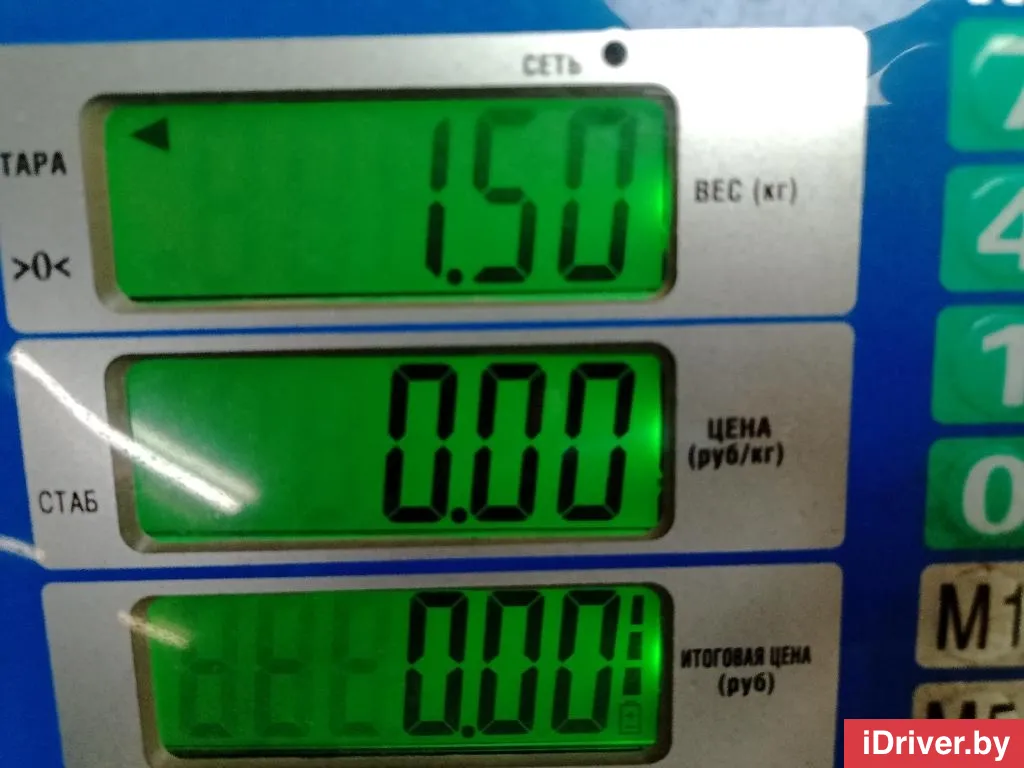 СЕТЬ
ТАРА
1.50
ВЕС (кг)
>0<
0.00
ЦЕНА
(руб/кг)
СТАБ
0.00
ИТОГОВАЯ ЦЕНА
(руб)
7
4
1
0
M1
M5
iDriver.by